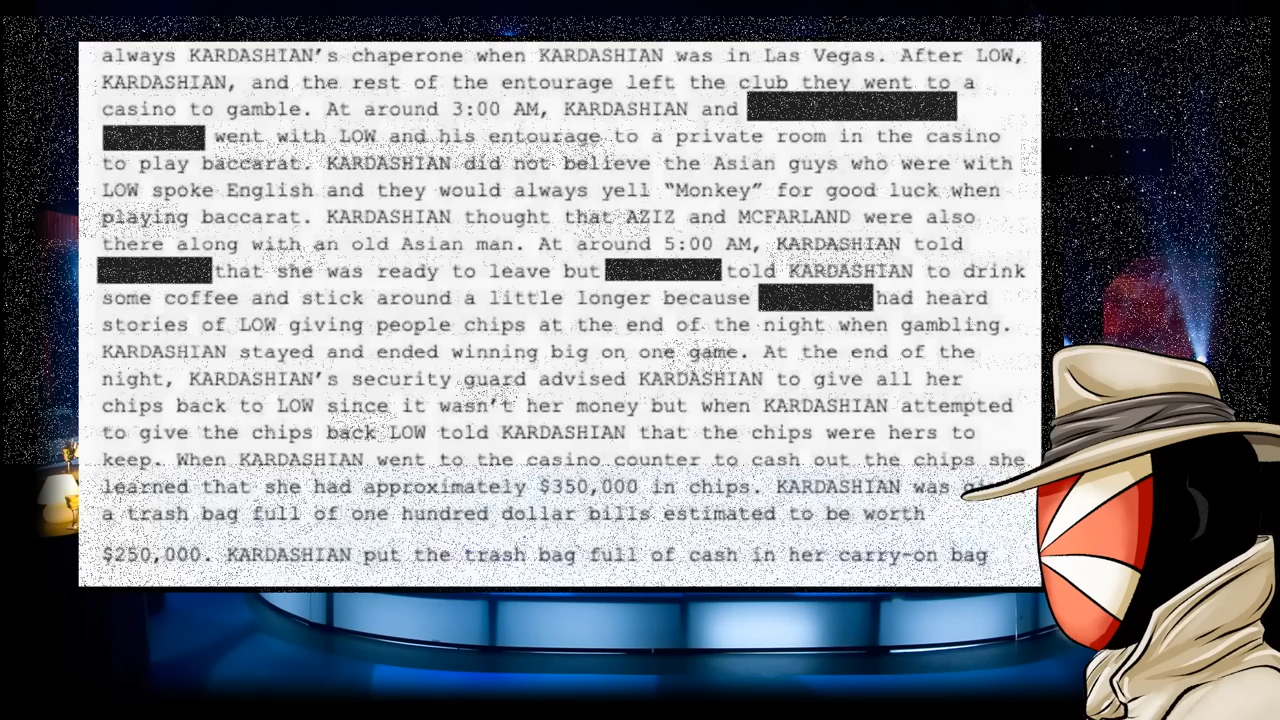 always KARDASHIAN's chaperone when KARDASHIAN was in Las Vegas. After LOW,
KARDASHIAN, and the rest of the entourage left the club they went to a
casino to gamble. At around 3:00 AM, KARDASHIAN and
went with LOW and his entourage to a private room in the casino
to play baccarat. KARDASHIAN did not believe the Asian guys who were with
LOW spoke English and they would always yell “Monkey” for good luck when
playing baccarat. KARDASHIAN thought that AZIZ and MCFARLAND were also
there along with an old Asian man. At around 5:00 AM, KARDASHIAN told
that she was ready to leave but told KARDASHIAN to drink
some coffee and stick around a little longer because had heard
stories of LOW giving people chips at the end of the night when gambling.
KARDASHIAN stayed and ended winning big on one game. At the end of the
night, KARDASHIAN's security guard advised KARDASHIAN to give all her
chips back to LOW since it wasn't her money but when KARDASHIAN attempted
to give the chips back LOW told KARDASHIAN that the chips were hers to
keep. When KARDASHIAN went to the casino counter to cash out the chips she
learned that she had approximately $350,000 in chips. KARDASHIAN was
a trash bag full of one hundred dollar bills estimated to be worth
$250,000. KARDASHIAN put the trash bag full of cash in her carry-on bag